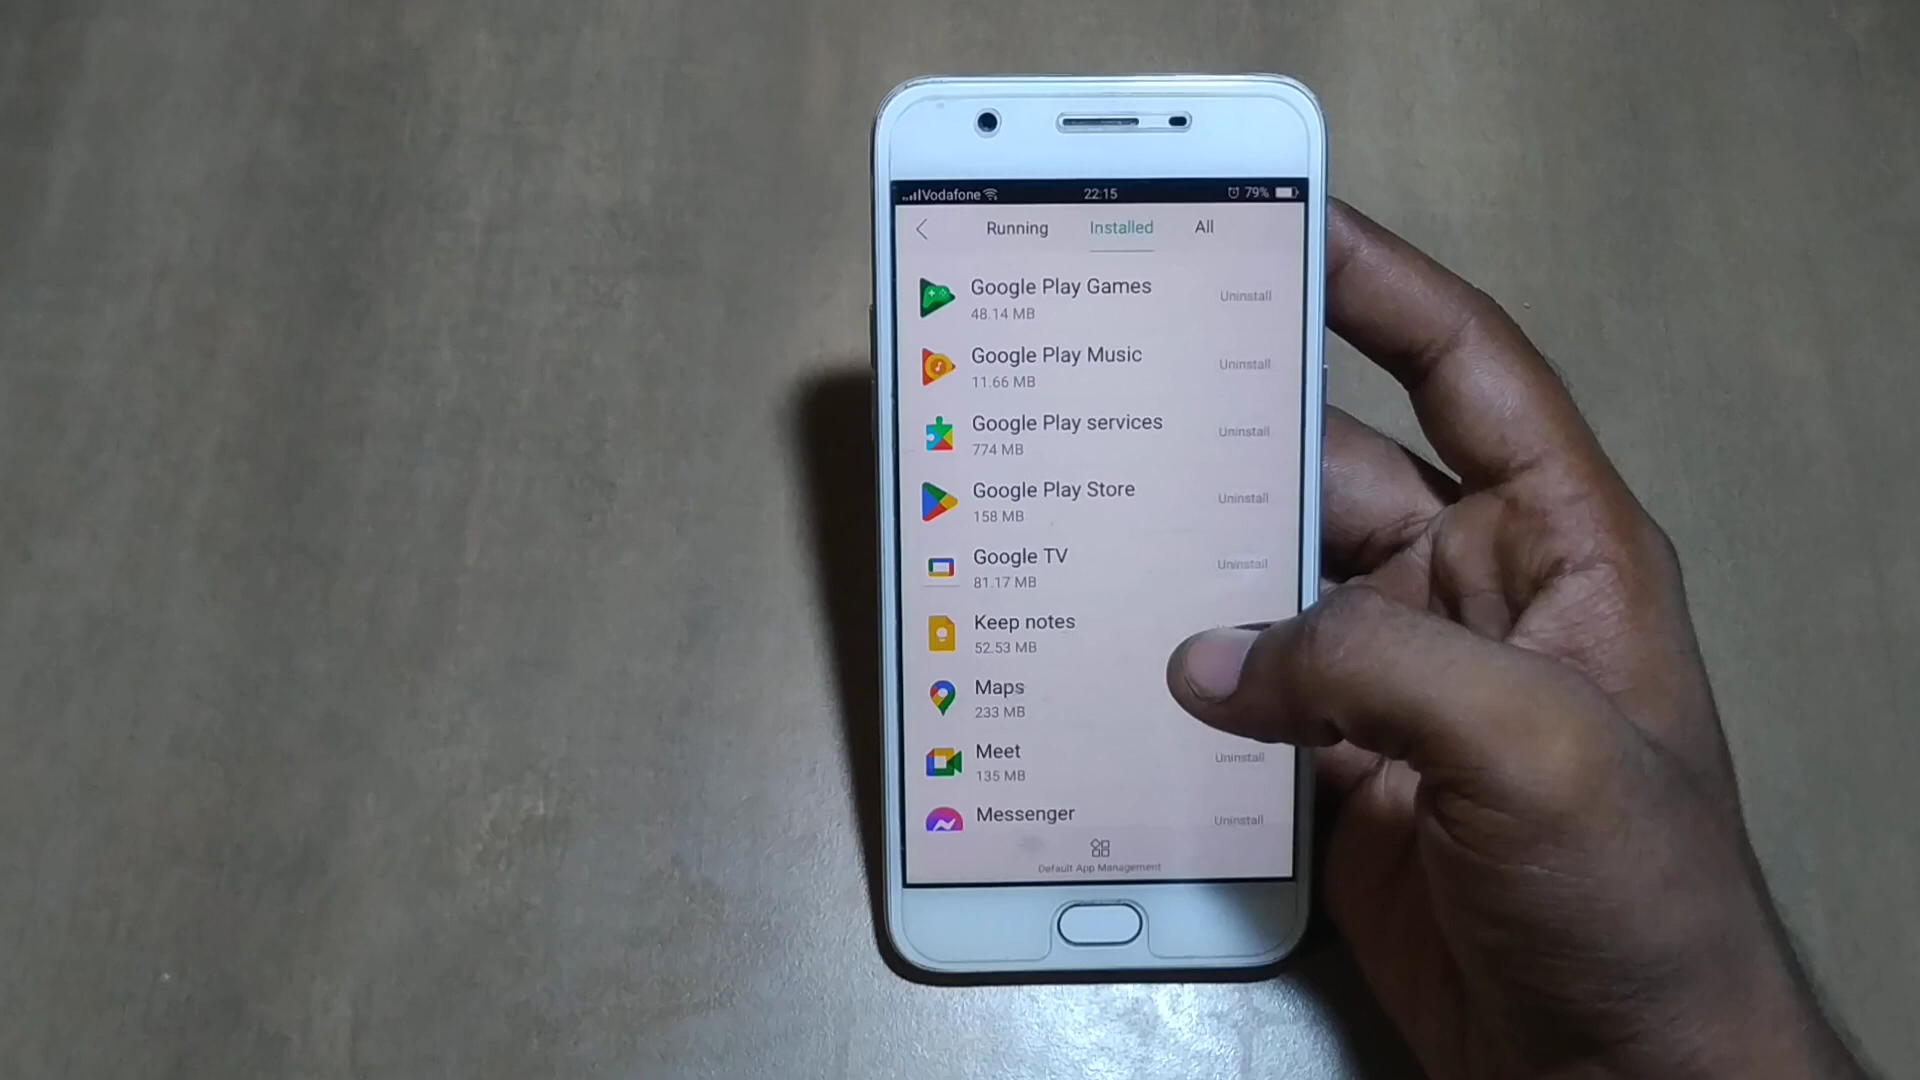 Vodafone 22:15 79%
Running Installed All
Google Play Games
48.14 MB
Uninstall
Google Play Music
11.66 MB
Uninstall
Google Play services
774 MB
Uninstall
Google Play Store
158 MB
Uninstall
Google TV
81.17 MB
Uninstall
Keep notes
52.53 MB
Maps
233 MB
Meet
135 MB
Uninstall
Messenger
Uninstall
Default App Management